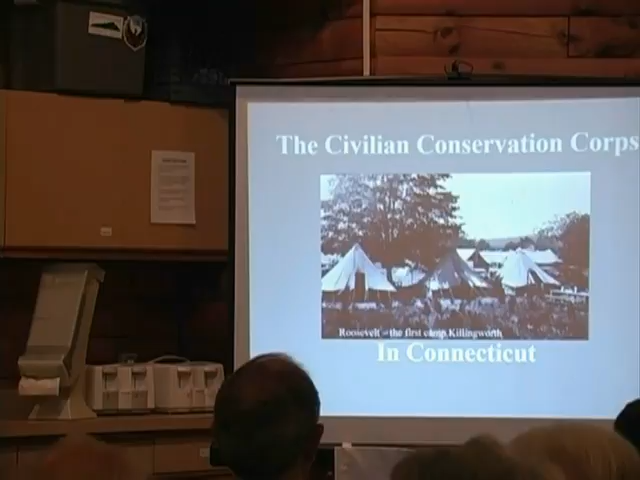 The Civilian Conservation Corps
Roosevelt - the first camp, Killingworth
In Connecticut